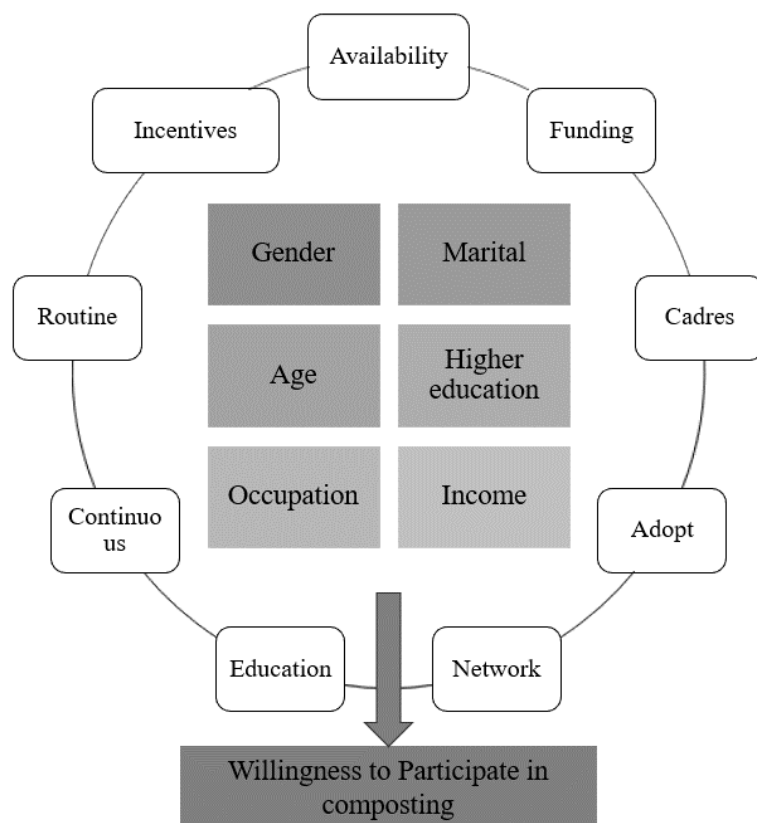 Availability
Incentives
Funding
Gender
Marital
Routine
Cadres
Age
Higher
education
Occupation
Income
Continuo
us
Adopt
Education
Network
Willingness to Participate in
composting